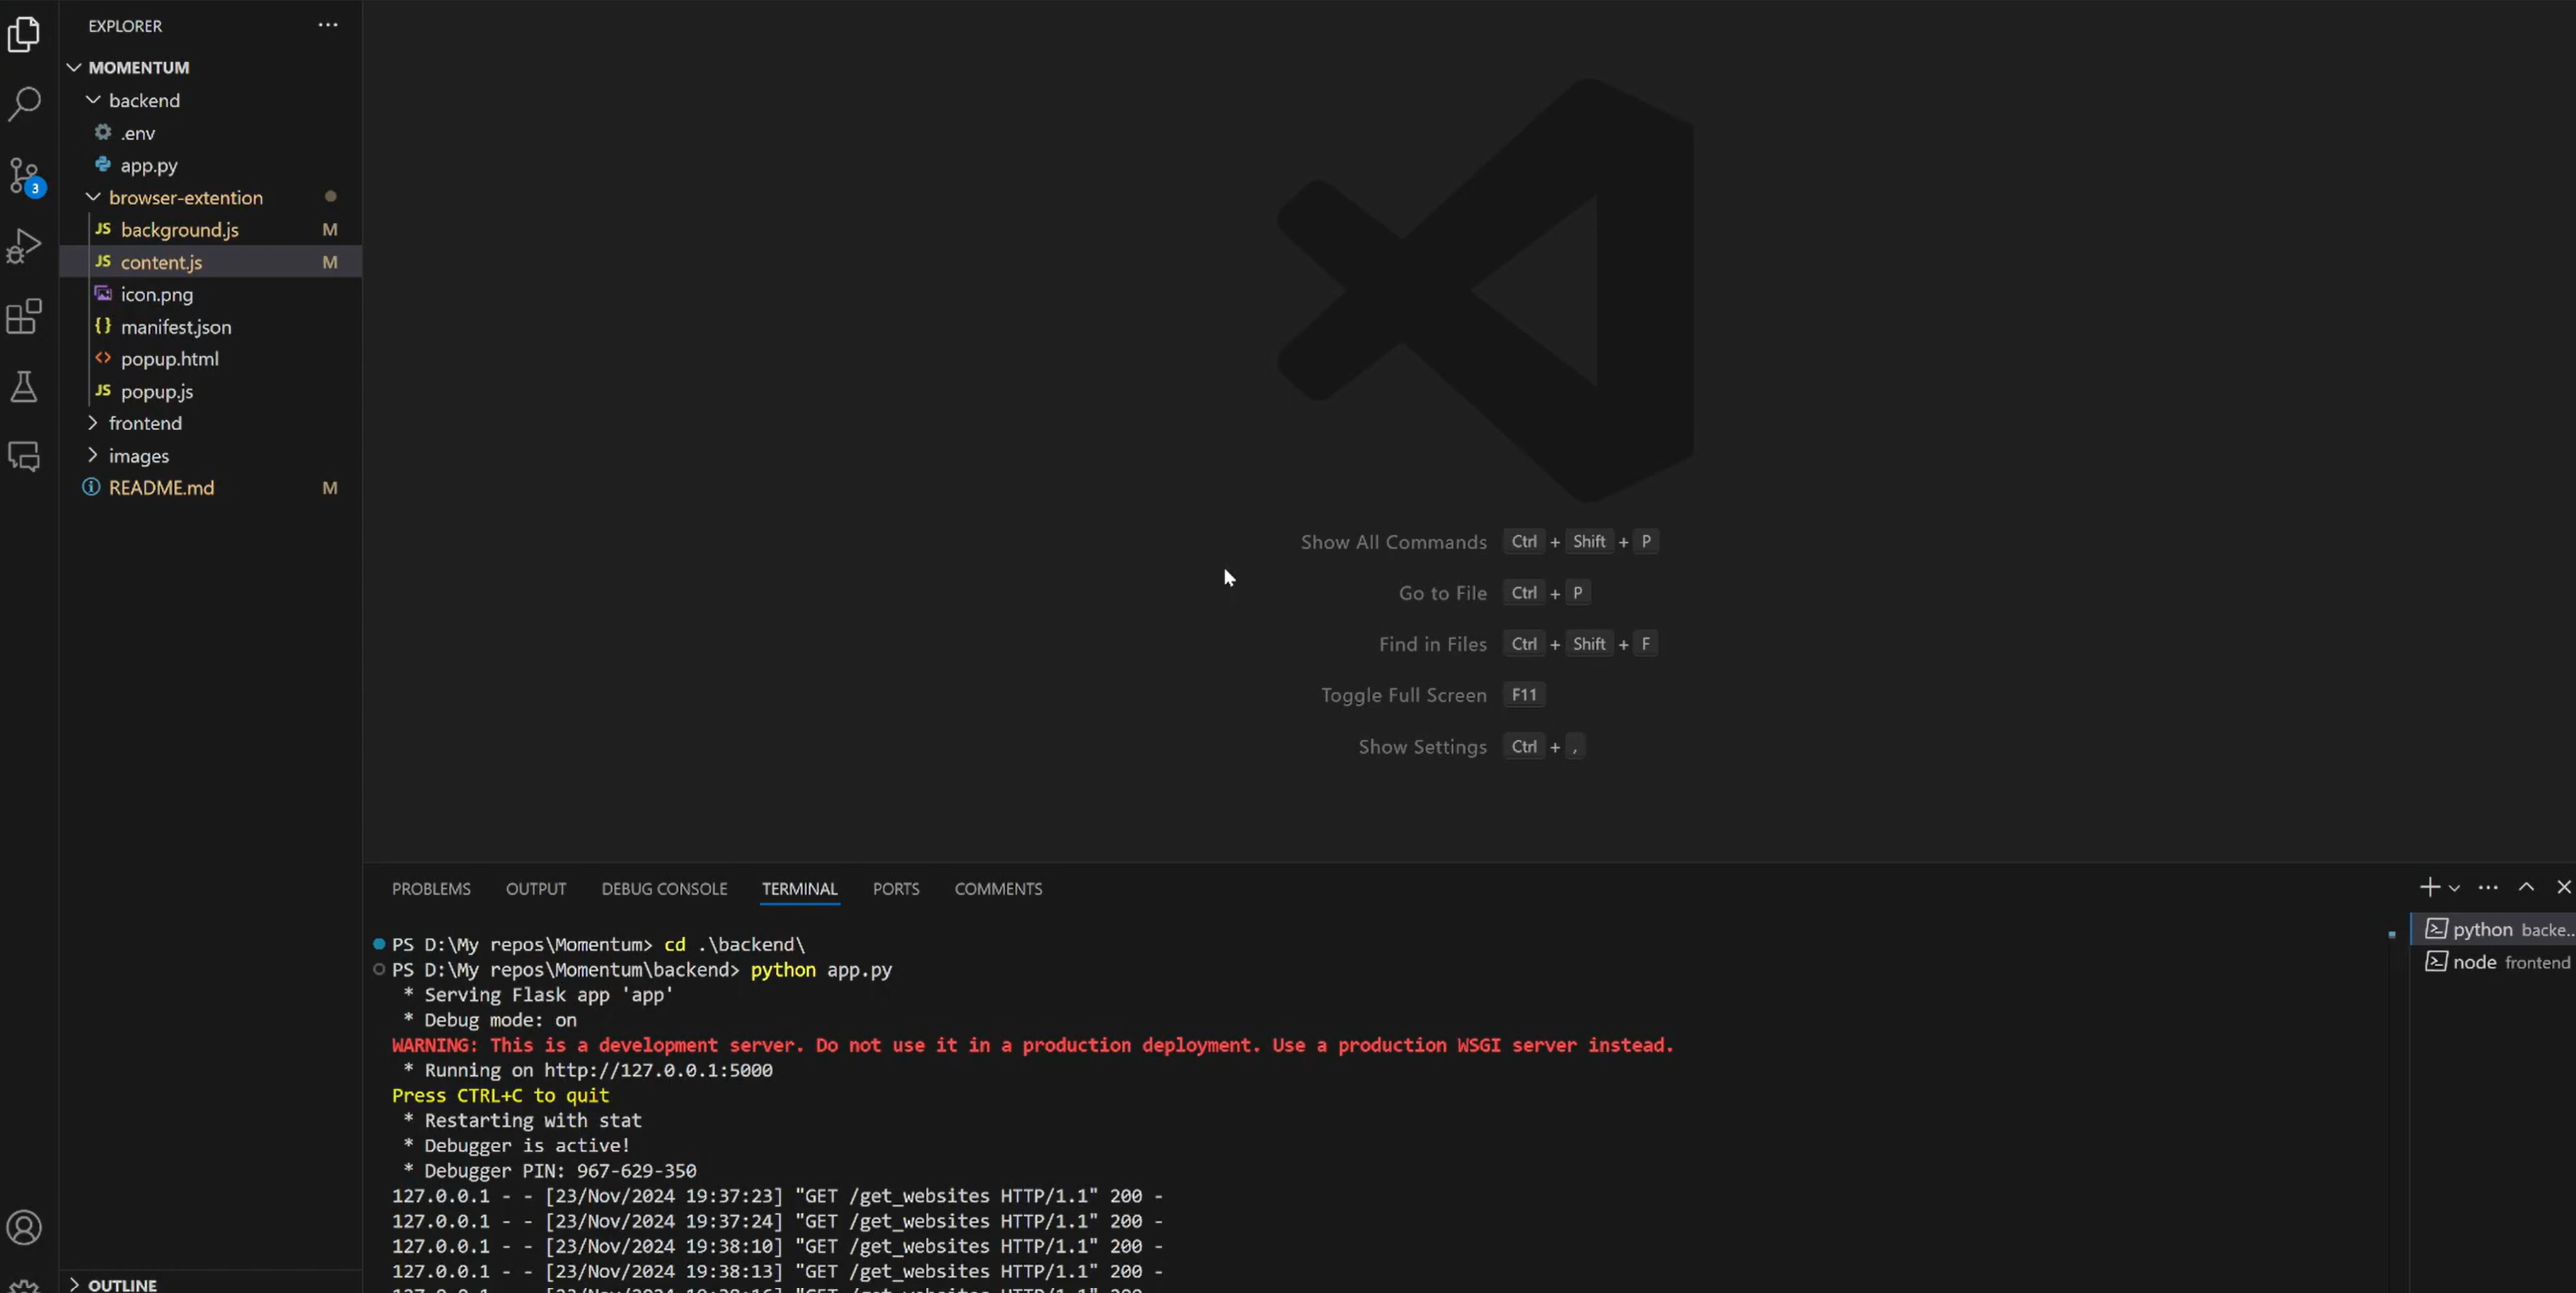 EXPLORER
MOMENTUM
backend
.env
app.py
browser-extention
JS background.js M
JS content.js M
icon.png
{} manifest.json
<> popup.html
JS popup.js
frontend
images
README.md M
3
OUTLINE
Show All Commands Ctrl + Shift + P
Go to File Ctrl + P
Find in Files Ctrl + Shift + F
Toggle Full Screen F11
Show Settings Ctrl + ,
PROBLEMS OUTPUT DEBUG CONSOLE TERMINAL PORTS COMMENTS
PS D:\My repos\Momentum> cd .\backend\
PS D:\My repos\Momentum\backend> python app.py
* Serving Flask app 'app'
* Debug mode: on
WARNING: This is a development server. Do not use it in a production deployment. Use a production WSGI server instead.
* Running on http://127.0.0.1:5000
Press CTRL+C to quit
* Restarting with stat
* Debugger is active!
* Debugger PIN: 967-629-350
127.0.0.1 - - [23/Nov/2024 19:37:23] "GET /get_websites HTTP/1.1" 200 -
127.0.0.1 - - [23/Nov/2024 19:37:24] "GET /get_websites HTTP/1.1" 200 -
127.0.0.1 - - [23/Nov/2024 19:38:10] "GET /get_websites HTTP/1.1" 200 -
127.0.0.1 - - [23/Nov/2024 19:38:13] "GET /get_websites HTTP/1.1" 200 -
python backe...
node frontend